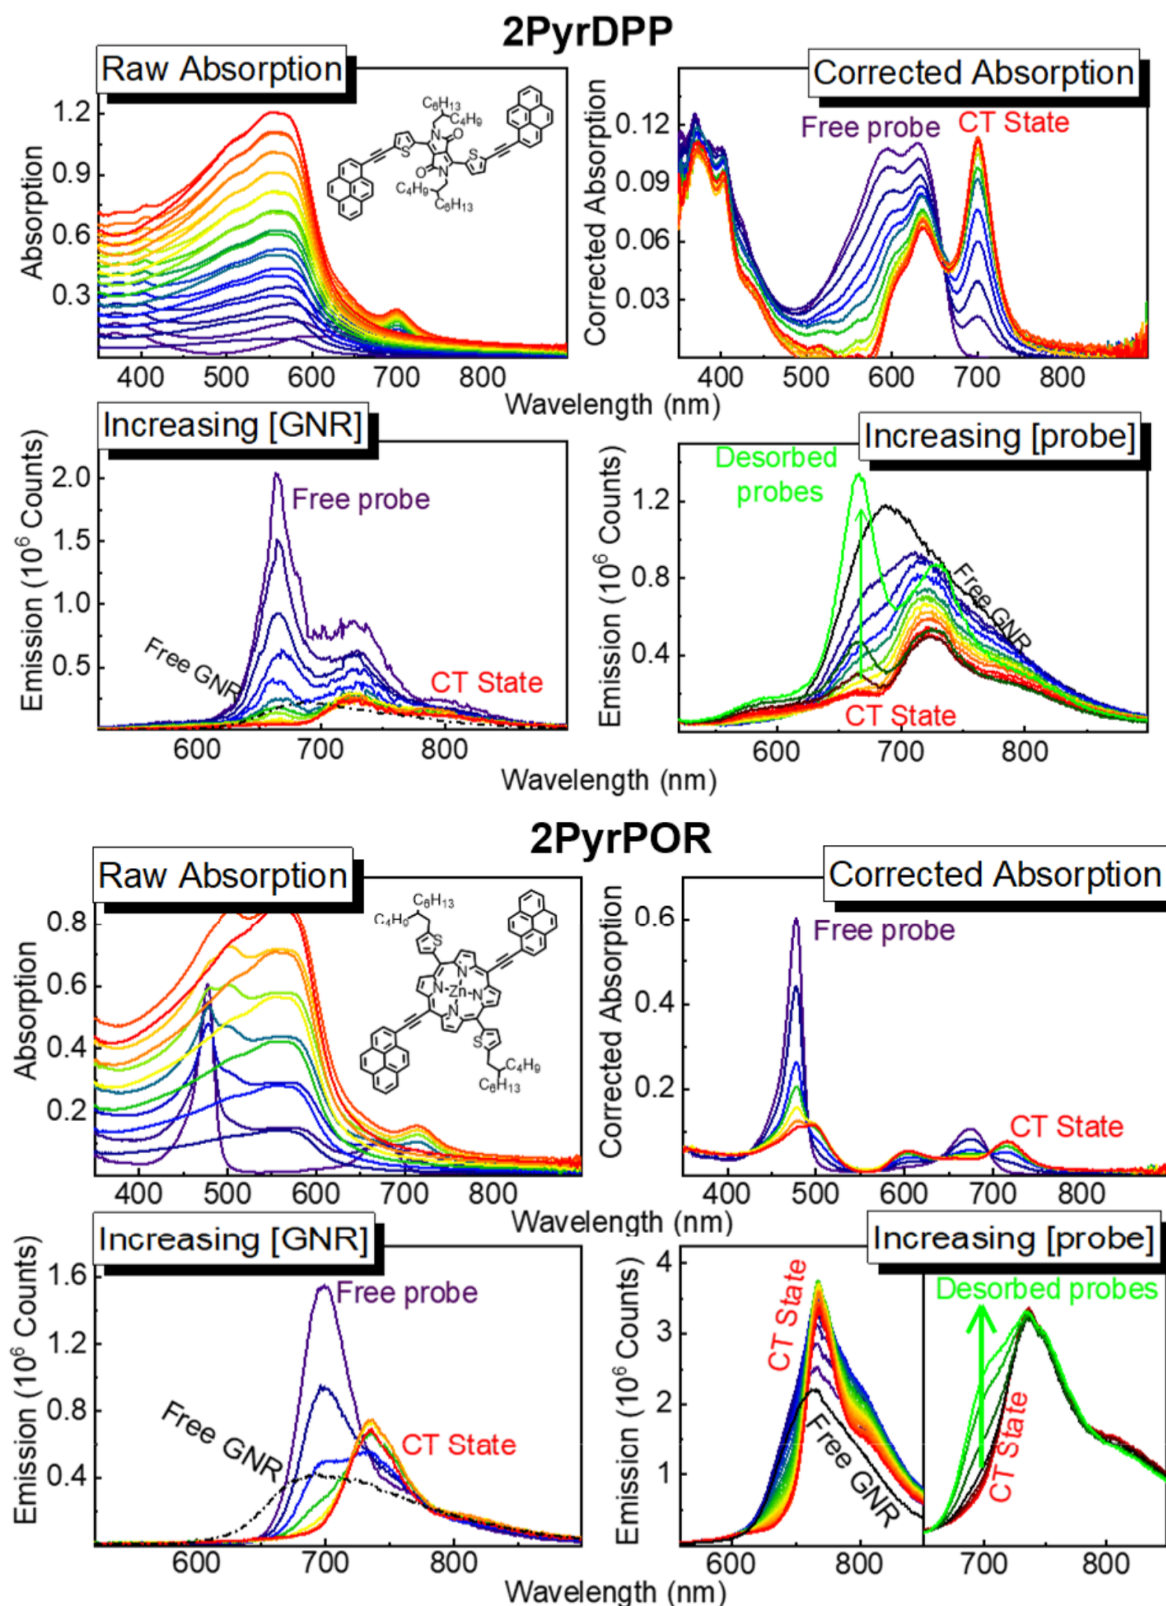 2PyrDPP
Raw Absorption
Corrected Absorption
Absorption
1.2
0.9
0.6
0.3
C₆H₁₃
C₄H₉
N
O
S
S
O
N
C₄H₉
C₆H₁₃
400 500 600 700 800
Corrected Absorption
0.12
0.09
0.06
0.03
Free probe
CT State
400 500 600 700 800
Wavelength (nm)
Increasing [GNR]
Increasing [probe]
Emission (10⁶ Counts)
2.0
1.5
1.0
0.5
Free probe
Free GNR
CT State
600 700 800
Emission (10⁶ Counts)
1.2
0.8
0.4
Desorbed
probes
Free GNR
CT State
600 700 800
Wavelength (nm)
2PyrPOR
Raw Absorption
Corrected Absorption
Absorption
0.8
0.6
0.4
0.2
C₆H₁₃
C₄H₉
S
N
N-Zn-N
N
S
C₄H₉
C₆H₁₃
400 500 600 700 800
Corrected Absorption
0.6
0.4
0.2
Free probe
CT State
400 500 600 700 800
Wavelength (nm)
Increasing [GNR]
Increasing [probe]
Emission (10⁶ Counts)
1.6
1.2
0.8
0.4
Free probe
Free GNR
CT State
600 700 800
Emission (10⁶ Counts)
4
3
2
1
CT State
Free GNR
600 800
Desorbed probes
CT State
700 800
Wavelength (nm)